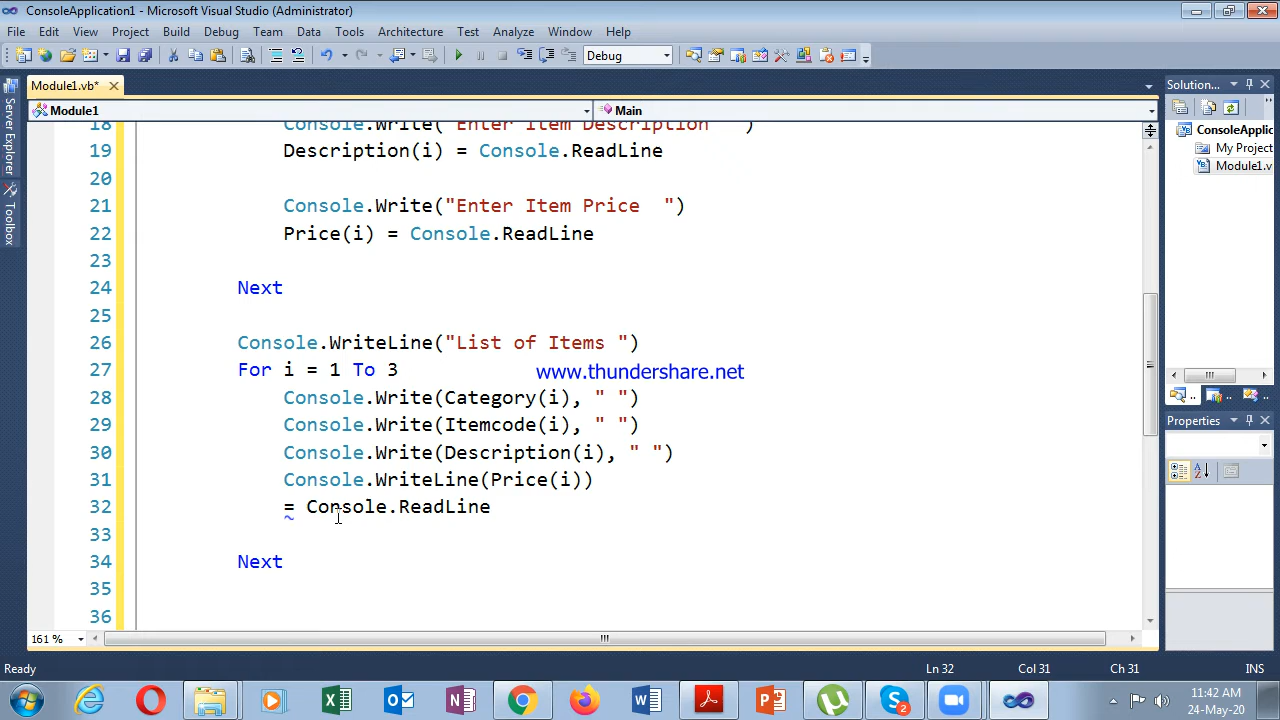 ConsoleApplication1 - Microsoft Visual Studio (Administrator)
File Edit View Project Build Debug Team Data Tools Architecture Test Analyze Window Help
Debug
Module1.vb*
Solution...
Module1
Main
Server Explorer
Toolbox
ConsoleApplic
My Project
Module1.v
18 Console.Write( Enter Item Description )
19 Description(i) = Console.ReadLine
20
21 Console.Write("Enter Item Price  ")
22 Price(i) = Console.ReadLine
23
24 Next
25
26 Console.WriteLine("List of Items ")
27 For i = 1 To 3
www.thundershare.net
28 Console.Write(Category(i), " ")
29 Console.Write(Itemcode(i), " ")
30 Console.Write(Description(i), " ")
31 Console.WriteLine(Price(i))
32 = Console.ReadLine
33
34 Next
35
36
Properties
161 %
Ready
Ln 32 Col 31 Ch 31 INS
11:42 AM
24-May-20